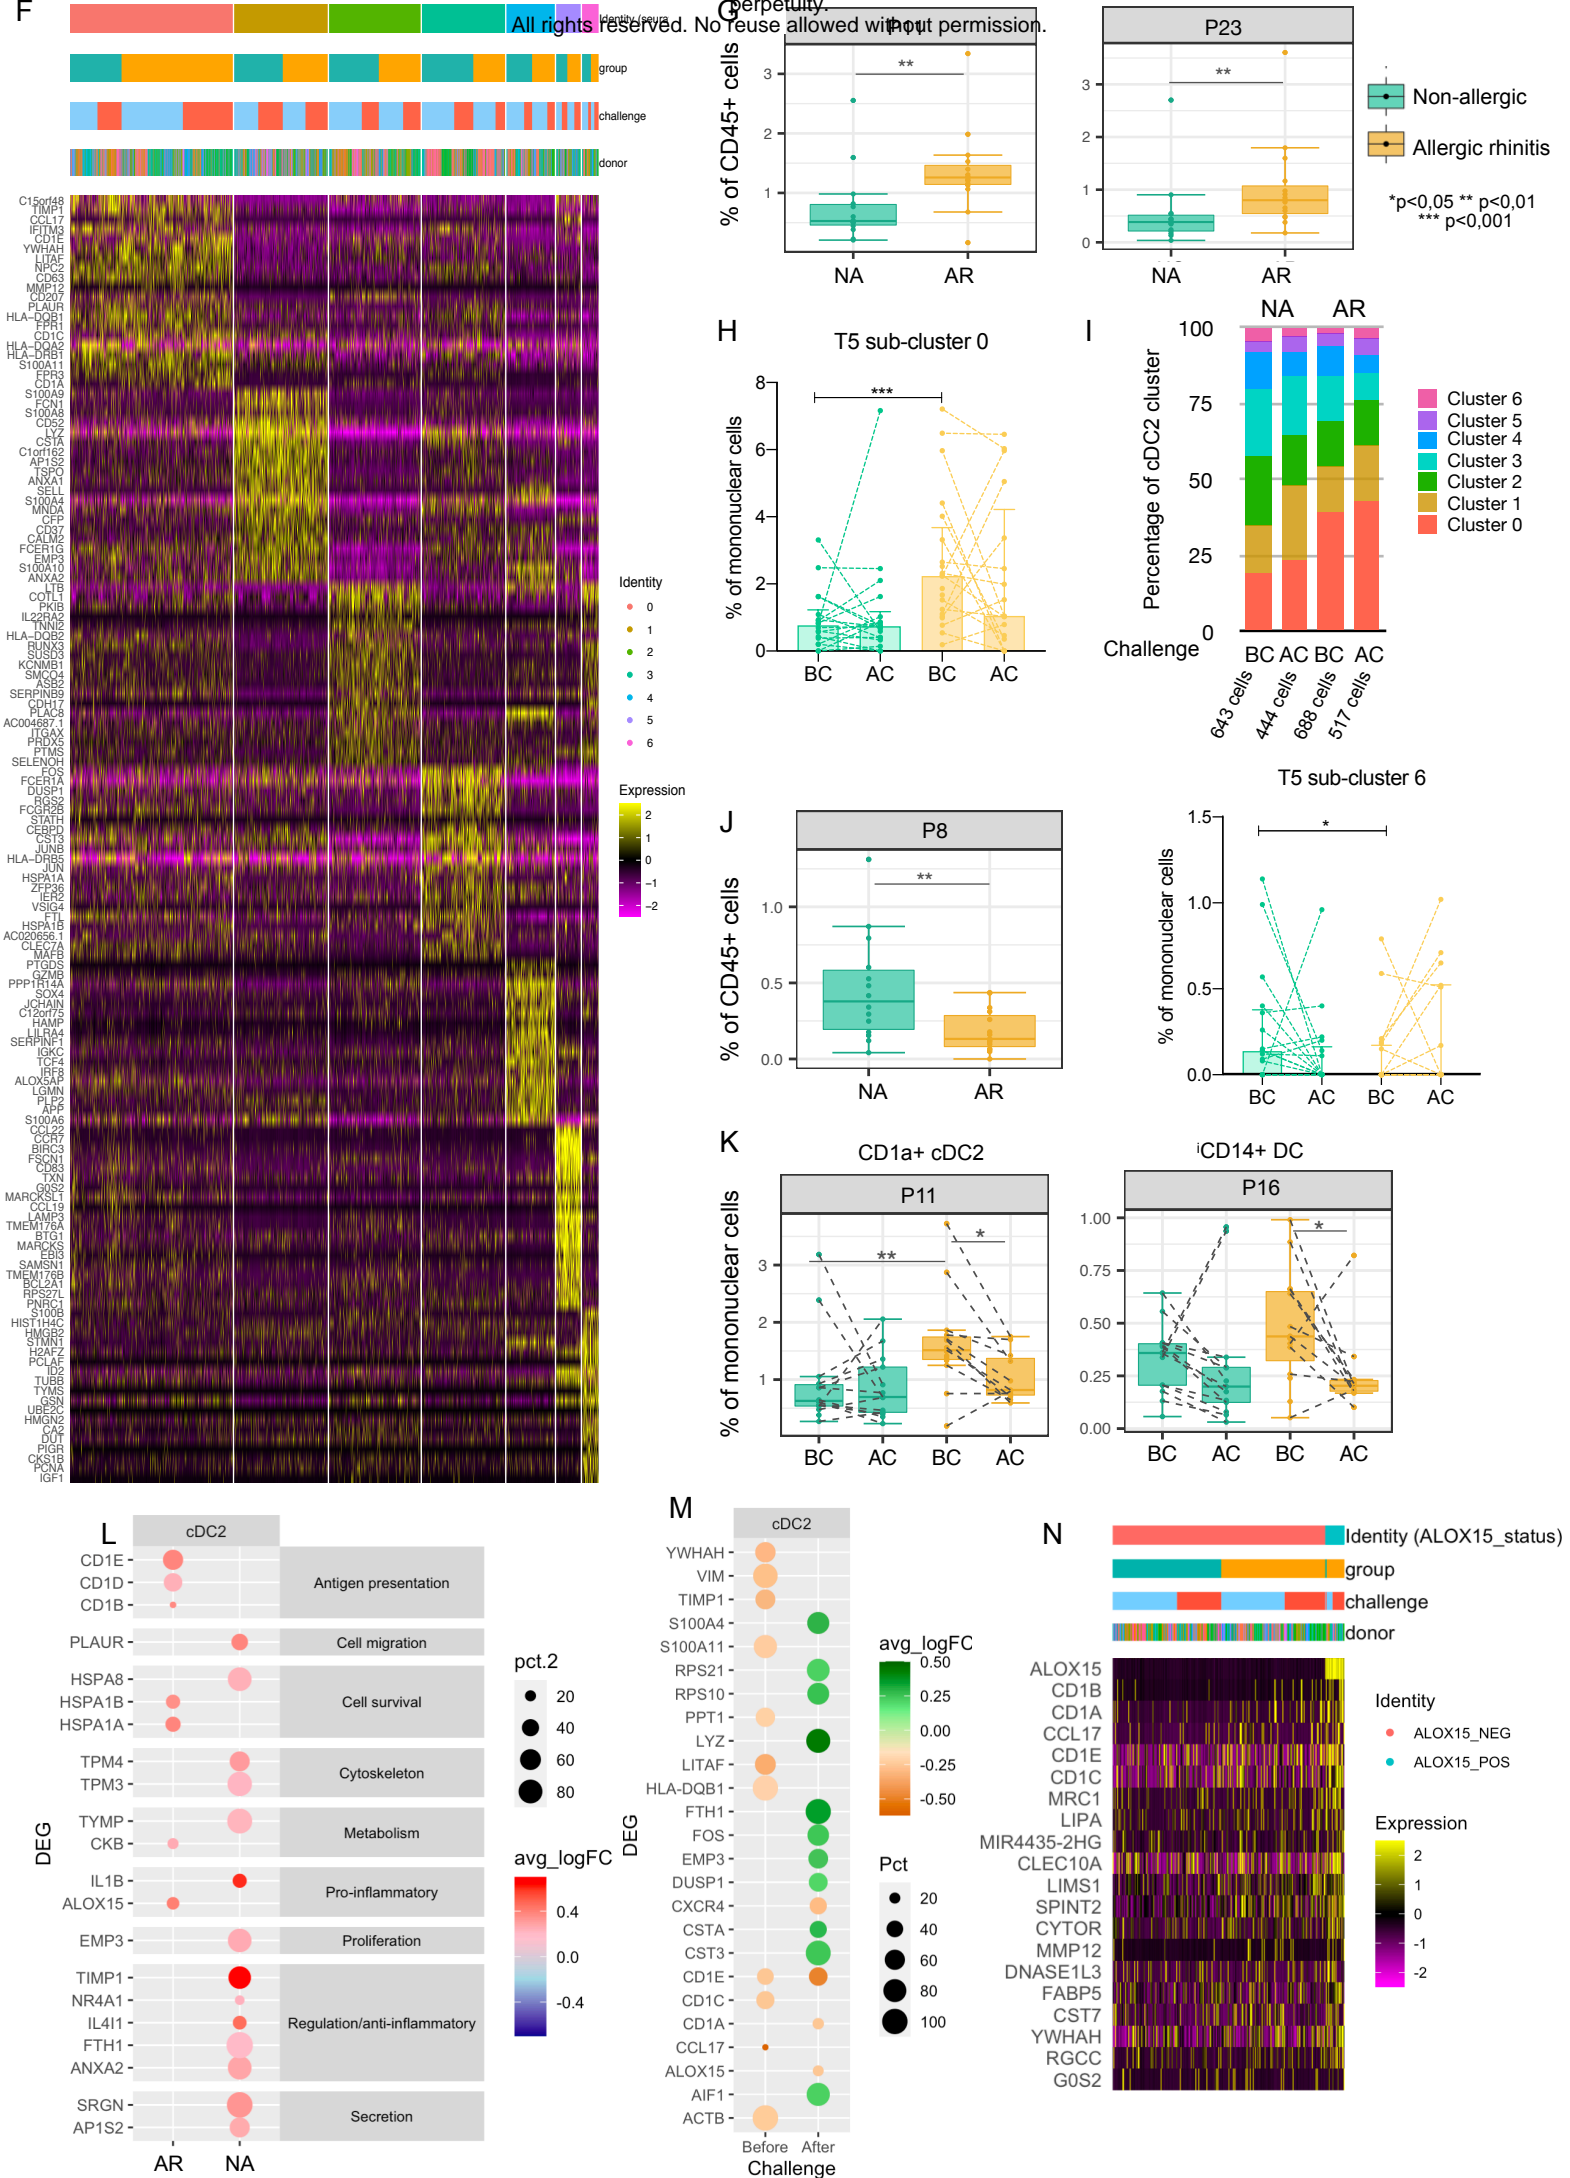 perpetuity.
All rights reserved. No reuse allowed without permission.
F
Identity (seura
group
challenge
donor
C15orf48
TIMP1
CCL17
IFITM3
CD1E
YWHAH
LITAF
NPC2
CD63
MMP12
CD207
PLAUR
HLA−DQB1
FPR1
CD1C
HLA−DQA2
HLA−DRB1
S100A11
FPR3
CD1A
S100A9
FCN1
S100A8
CD52
LYZ
CSTA
C1orf162
AP1S2
TSPO
ANXA1
SELL
S100A4
MNDA
CFP
CD37
CALM2
FCER1G
EMP3
S100A10
ANXA2
LTB
COTL1
PKIB
IL22RA2
TNNI2
HLA−DQB2
RUNX3
SUSD3
KCNMB1
SMCO4
ASB2
SERPINB9
CDH17
PLAC8
AC004687.1
ITGAX
PRDX5
PTMS
SELENOH
FOS
FCER1A
DUSP1
RGS2
FCGR2B
STATH
CEBPD
CST3
JUNB
HLA−DRB5
JUN
HSPA1A
ZFP36
IER2
VSIG4
FTL
HSPA1B
AC020656.1
CLEC7A
MAFB
PTGDS
GZMB
PPP1R14A
SOX4
JCHAIN
C12orf75
HAMP
LILRA4
SERPINF1
IGKC
TCF4
IRF8
ALOX5AP
LGMN
PLP2
APP
S100A6
CCL22
CCR7
BIRC3
FSCN1
CD83
TXN
G0S2
MARCKSL1
CCL19
LAMP3
TMEM176A
BTG1
MARCKS
EBI3
SAMSN1
TMEM176B
BCL2A1
RPS27L
PNRC1
S100B
HIST1H4C
HMGB2
STMN1
H2AFZ
PCLAF
ID2
TUBB
TYMS
GSN
UBE2C
HMGN2
CA2
DUT
PIGR
CKS1B
PCNA
IGF1
Identity
0
1
2
3
4
5
6
Expression
2
1
0
−1
−2
G
P11
P23
% of CD45+ cells
3
2
1
3
2
1
0
**
**
NA
AR
NA
AR
Non-allergic
Allergic rhinitis
*p<0,05 ** p<0,01
*** p<0,001
H
T5 sub-cluster 0
% of mononuclear cells
8
6
4
2
0
***
BC
AC
BC
AC
I
NA
AR
Percentage of cDC2 cluster
100
75
50
25
0
Challenge
BC AC BC AC
643 cells
444 cells
688 cells
517 cells
Cluster 6
Cluster 5
Cluster 4
Cluster 3
Cluster 2
Cluster 1
Cluster 0
J
P8
% of CD45+ cells
1.0
0.5
0.0
**
NA
AR
T5 sub-cluster 6
% of mononuclear cells
1.5
1.0
0.5
0.0
*
BC
AC
BC
AC
K
CD1a+ cDC2
iCD14+ DC
P11
P16
% of mononuclear cells
3
2
1
**
*
BC
AC
BC
AC
1.00
0.75
0.50
0.25
0.00
*
BC
AC
BC
AC
L
cDC2
DEG
CD1E
CD1D
CD1B
Antigen presentation
PLAUR
Cell migration
HSPA8
HSPA1B
HSPA1A
Cell survival
TPM4
TPM3
Cytoskeleton
TYMP
CKB
Metabolism
IL1B
ALOX15
Pro-inflammatory
EMP3
Proliferation
TIMP1
NR4A1
IL4I1
FTH1
ANXA2
Regulation/anti-inflammatory
SRGN
AP1S2
Secretion
AR
NA
pct.2
20
40
60
80
avg_logFC
0.4
0.0
-0.4
M
cDC2
DEG
YWHAH
VIM
TIMP1
S100A4
S100A11
RPS21
RPS10
PPT1
LYZ
LITAF
HLA-DQB1
FTH1
FOS
EMP3
DUSP1
CXCR4
CSTA
CST3
CD1E
CD1C
CD1A
CCL17
ALOX15
AIF1
ACTB
Before
After
Challenge
avg_logFC
0.50
0.25
0.00
-0.25
-0.50
Pct
20
40
60
80
100
N
Identity (ALOX15_status)
group
challenge
donor
ALOX15
CD1B
CD1A
CCL17
CD1E
CD1C
MRC1
LIPA
MIR4435-2HG
CLEC10A
LIMS1
SPINT2
CYTOR
MMP12
DNASE1L3
FABP5
CST7
YWHAH
RGCC
G0S2
Identity
ALOX15_NEG
ALOX15_POS
Expression
2
1
0
-1
-2